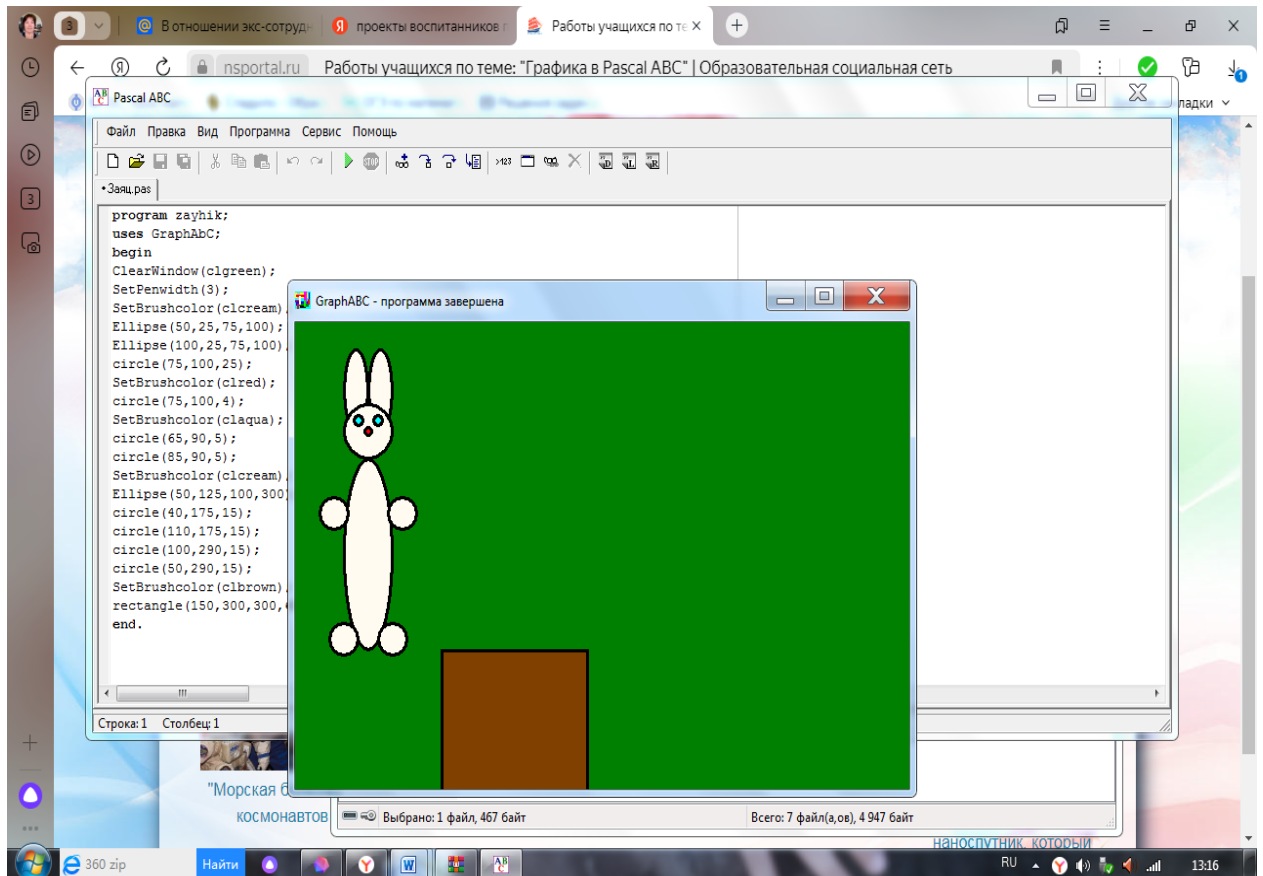 3
В отношении экс-сотрудн
проекты воспитанников г
Работы учащихся по те
nsportal.ru
Работы учащихся по теме: "Графика в Pascal ABC" | Образовательная социальная сеть
Pascal ABC
ладки
Файл Правка Вид Программа Сервис Помощь
•Заяц.pas
program zayhik;
uses GraphAbC;
begin
ClearWindow(clgreen);
SetPenwidth(3);
SetBrushcolor(clcream)
GraphABC - программа завершена
Ellipse(50,25,75,100);
Ellipse(100,25,75,100)
circle(75,100,25);
SetBrushcolor(clred);
circle(75,100,4);
SetBrushcolor(claqua);
circle(65,90,5);
circle(85,90,5);
SetBrushcolor(clcream)
Ellipse(50,125,100,300
circle(40,175,15);
circle(110,175,15);
circle(100,290,15);
circle(50,290,15);
SetBrushcolor(clbrown)
rectangle(150,300,300,
end.
Строка: 1 Столбец: 1
"Морская б
космонавтов
Выбрано: 1 файл, 467 байт
Всего: 7 файл(а,ов), 4 947 байт
наноспутник, который
360 zip
Найти
RU
13:16